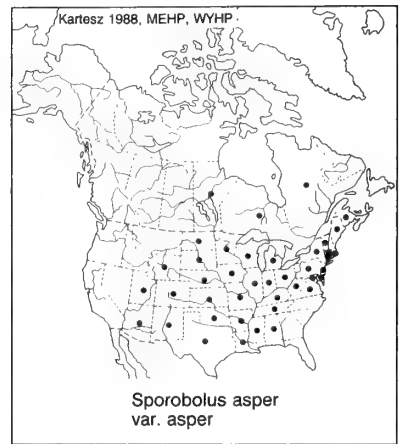 Kartesz 1988, MEHP, WYHP.
Sporobolus asper
var. asper